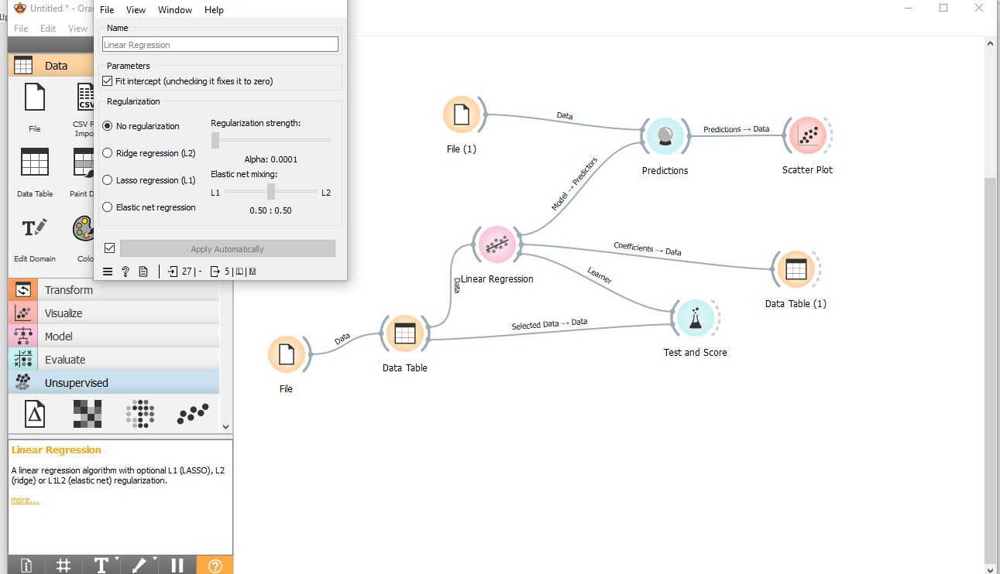 Untitled * - Ora
File Edit View
File View Window Help
Name
Linear Regression
Parameters
Fit intercept (unchecking it fixes it to zero)
Regularization
No regularization
Ridge regression (L2)
Lasso regression (L1)
Elastic net regression
Regularization strength:
Alpha: 0.0001
Elastic net mixing:
L1 L2
0.50 : 0.50
Apply Automatically
27 | - 5 | L | M
Data
File
CSV F
Impo
CSV
Data Table
Paint D
Edit Domain
Colo
Transform
Visualize
Model
Evaluate
Unsupervised
Linear Regression
A linear regression algorithm with optional L1 (LASSO), L2
(ridge) or L1L2 (elastic net) regularization.
more...
Data
File (1)
Predictions
Predictions → Data
Scatter Plot
Model → Predictors
Linear Regression
Coefficients → Data
Data Table (1)
Learner
Data
Selected Data → Data
Test and Score
Data
Data Table
File